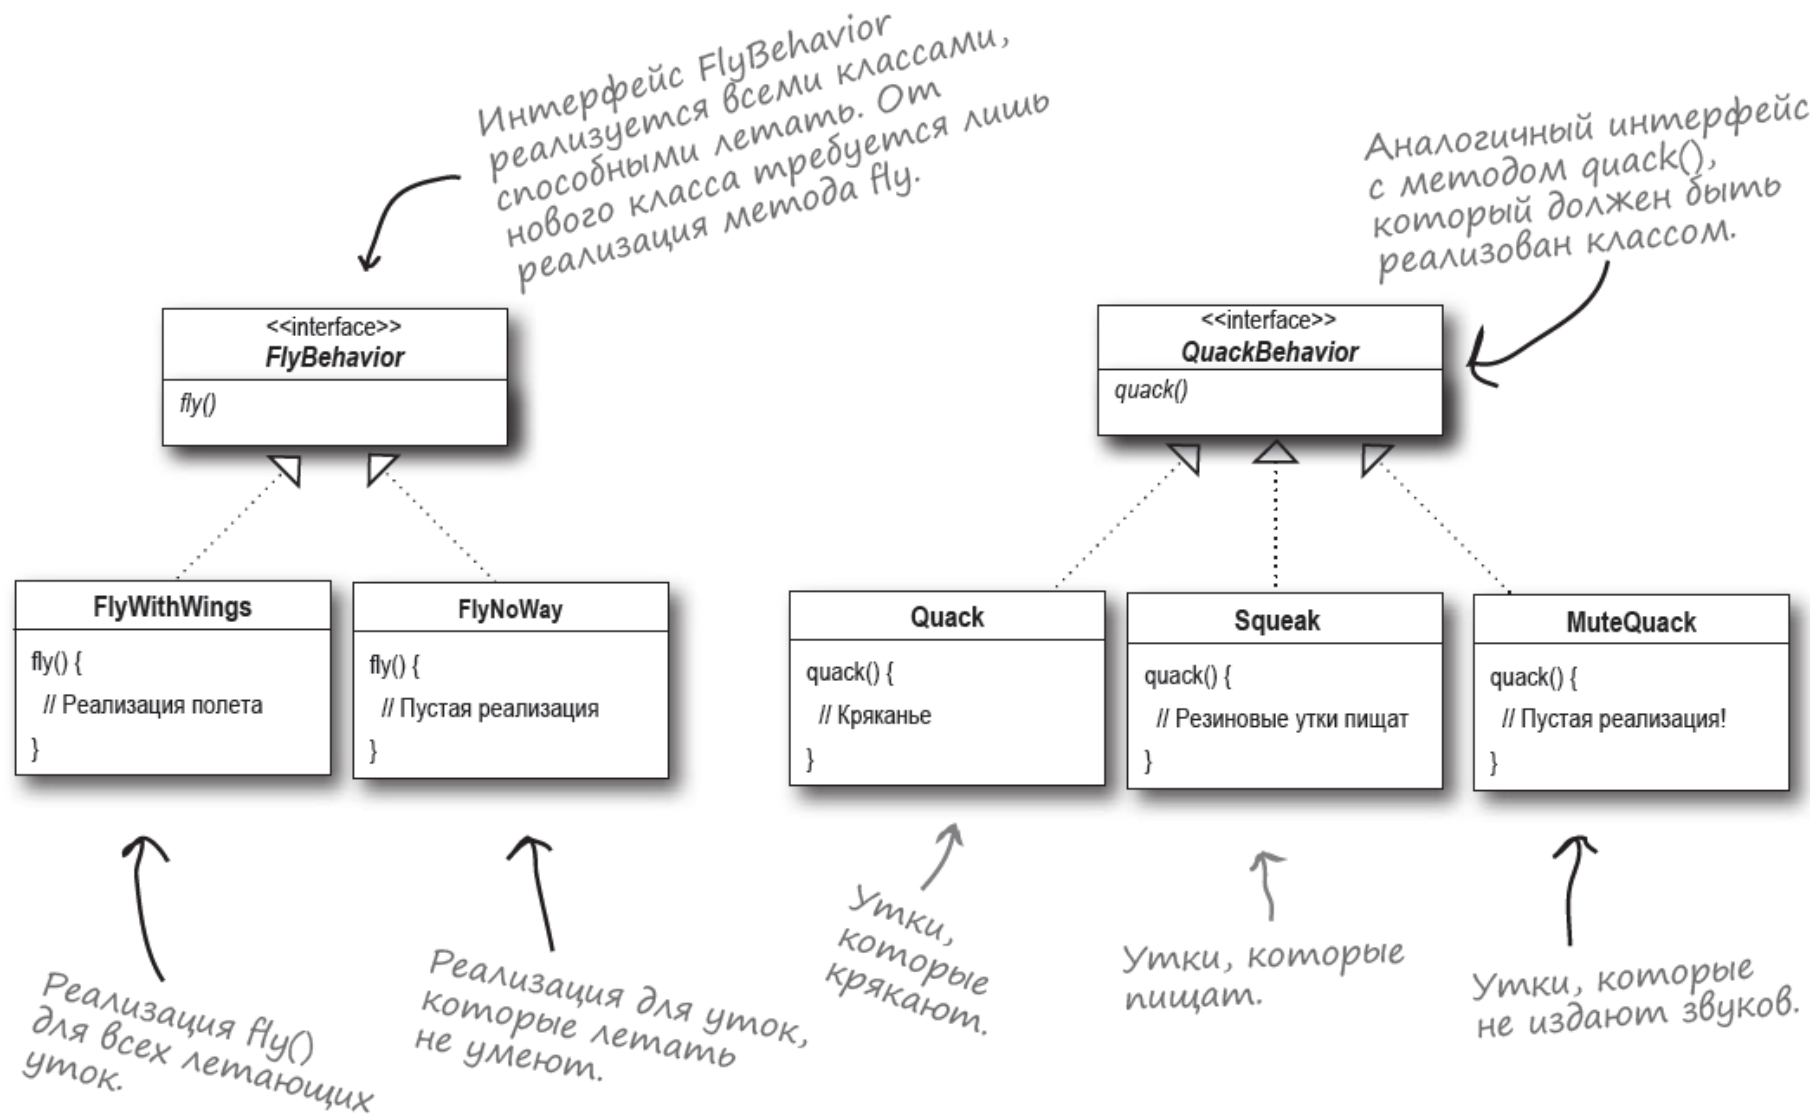 Интерфейс FlyBehavior
реализуется всеми классами,
способными летать. От
нового класса требуется лишь
реализация метода fly.
Аналогичный интерфейс
с методом quack(),
который должен быть
реализован классом.
<<interface>>
FlyBehavior
fly()
<<interface>>
QuackBehavior
quack()
FlyWithWings
fly() {
// Реализация полета
}
FlyNoWay
fly() {
// Пустая реализация
}
Quack
quack() {
// Кряканье
}
Squeak
quack() {
// Резиновые утки пищат
}
MuteQuack
quack() {
// Пустая реализация!
}
Реализация fly()
для всех летающих
уток.
Реализация для уток,
которые летать
не умеют.
Утки,
которые
крякают.
Утки, которые
пищат.
Утки, которые
не издают звуков.